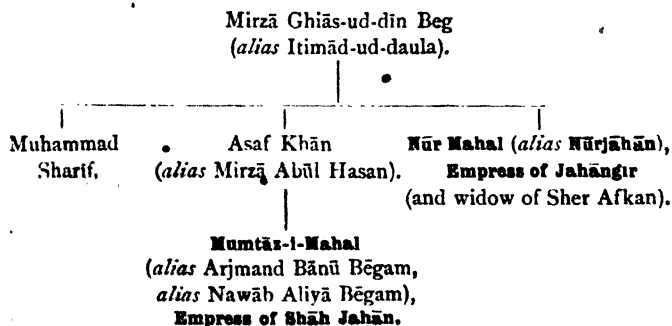 Mirzā Ghiās-ud-dīn Beg
(alias Itimād-ud-daula).
Muhammad
Sharif,
Asaf Khān
(alias Mirzā Abūl Hasan).
Nūr Mahal (alias Nūrjāhān),
Empress of Jahāngīr
(and widow of Sher Afkan).
Mumtāz-i-Mahal
(alias Arjmand Bānū Bēgam,
alias Nawāb Aliyā Bēgam),
Empress of Shāh Jahān.